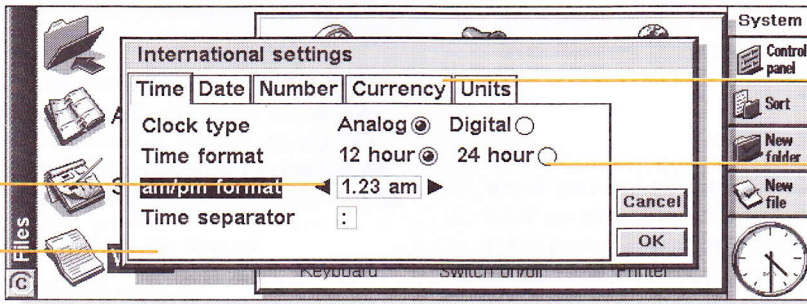 System
Control panel
Sort
New folder
New file
Files
C
International settings
Time Date Number Currency Units
Clock type Analog Digital
Time format 12 hour 24 hour
am/pm format 1.23 am
Time separator :
Cancel
OK
Keyboard Switch on/off Printer